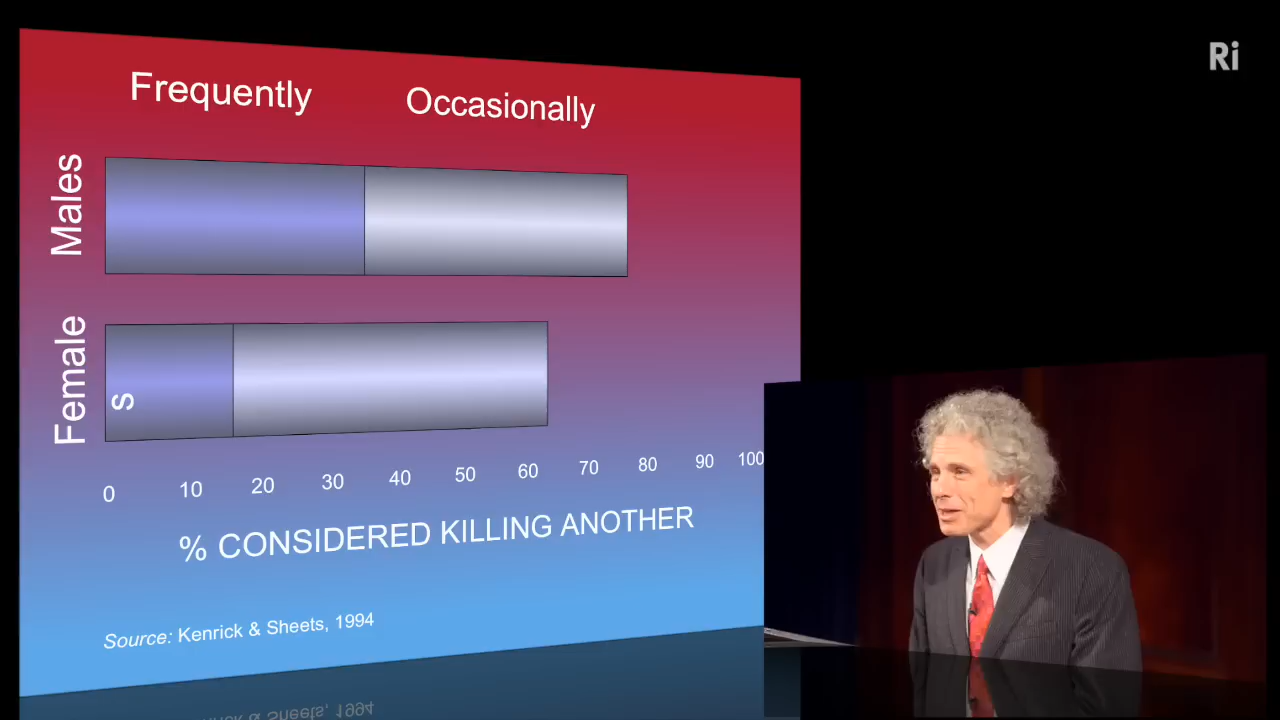 Ri
Frequently
Occasionally
Males
Female
s
0 10 20 30 40 50 60 70 80 90 100
% CONSIDERED KILLING ANOTHER
Source: Kenrick & Sheets, 1994